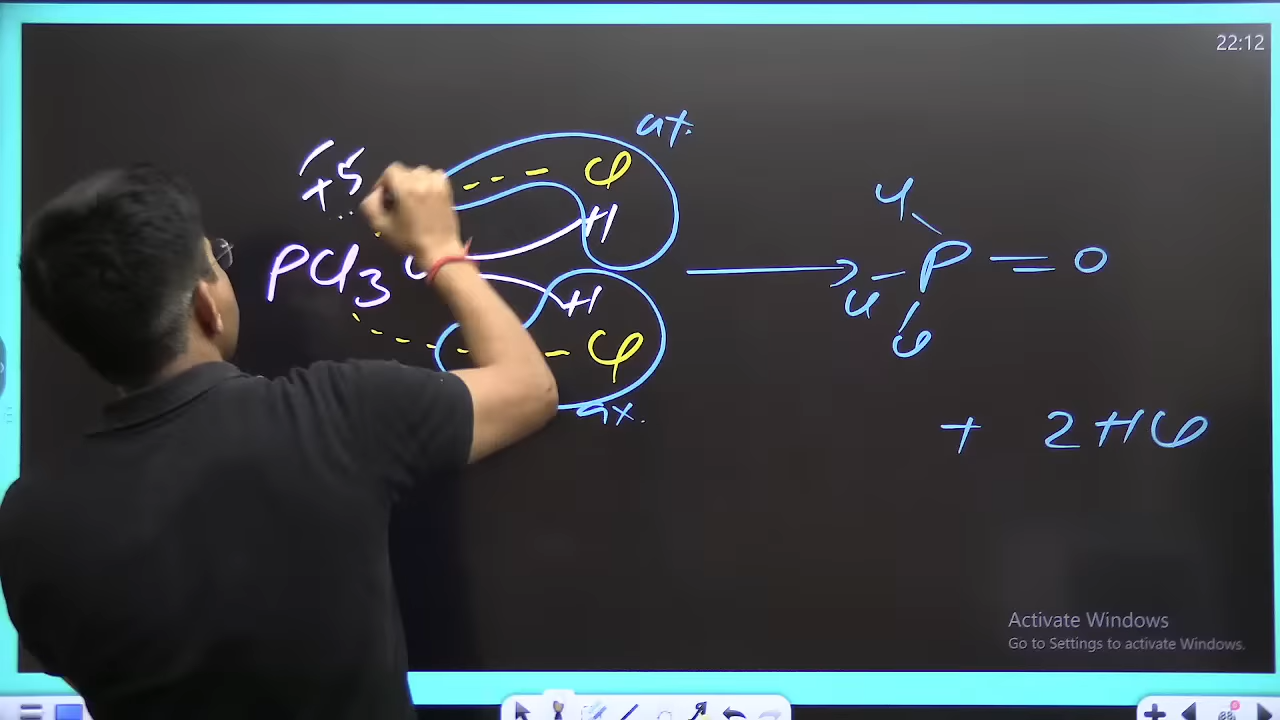 22:12
ax.
+5
Cl
H
PCl3
H
Cl
ax.
Cl
P = O
Cl
Cl
+ 2HCl
Activate Windows
Go to Settings to activate Windows.